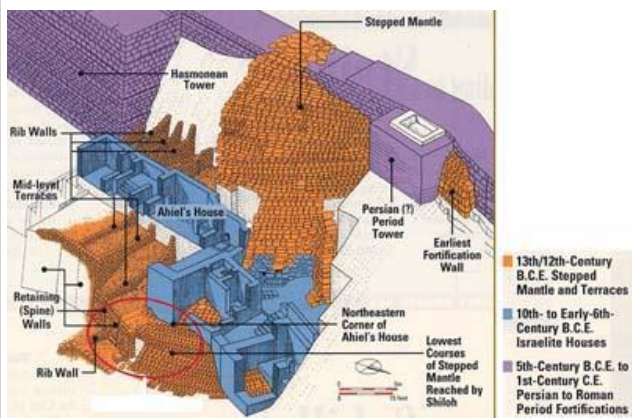 Stepped Mantle
Hasmonean
Tower
Rib Walls
Mid-level
Terraces
Ahiel's House
Persian (?)
Period
Tower
Earliest
Fortification
Wall
Retaining
(Spine)
Walls
Northeastern
Corner of
Ahiel's House
Lowest
Courses
of Stepped
Mantle
Reached by
Shiloh
Rib Wall
0
13th/12th-Century
B.C.E. Stepped
Mantle and Terraces
10th- to Early-6th-
Century B.C.E.
Israelite Houses
5th-Century B.C.E. to
1st-Century C.E.
Persian to Roman
Period Fortifications